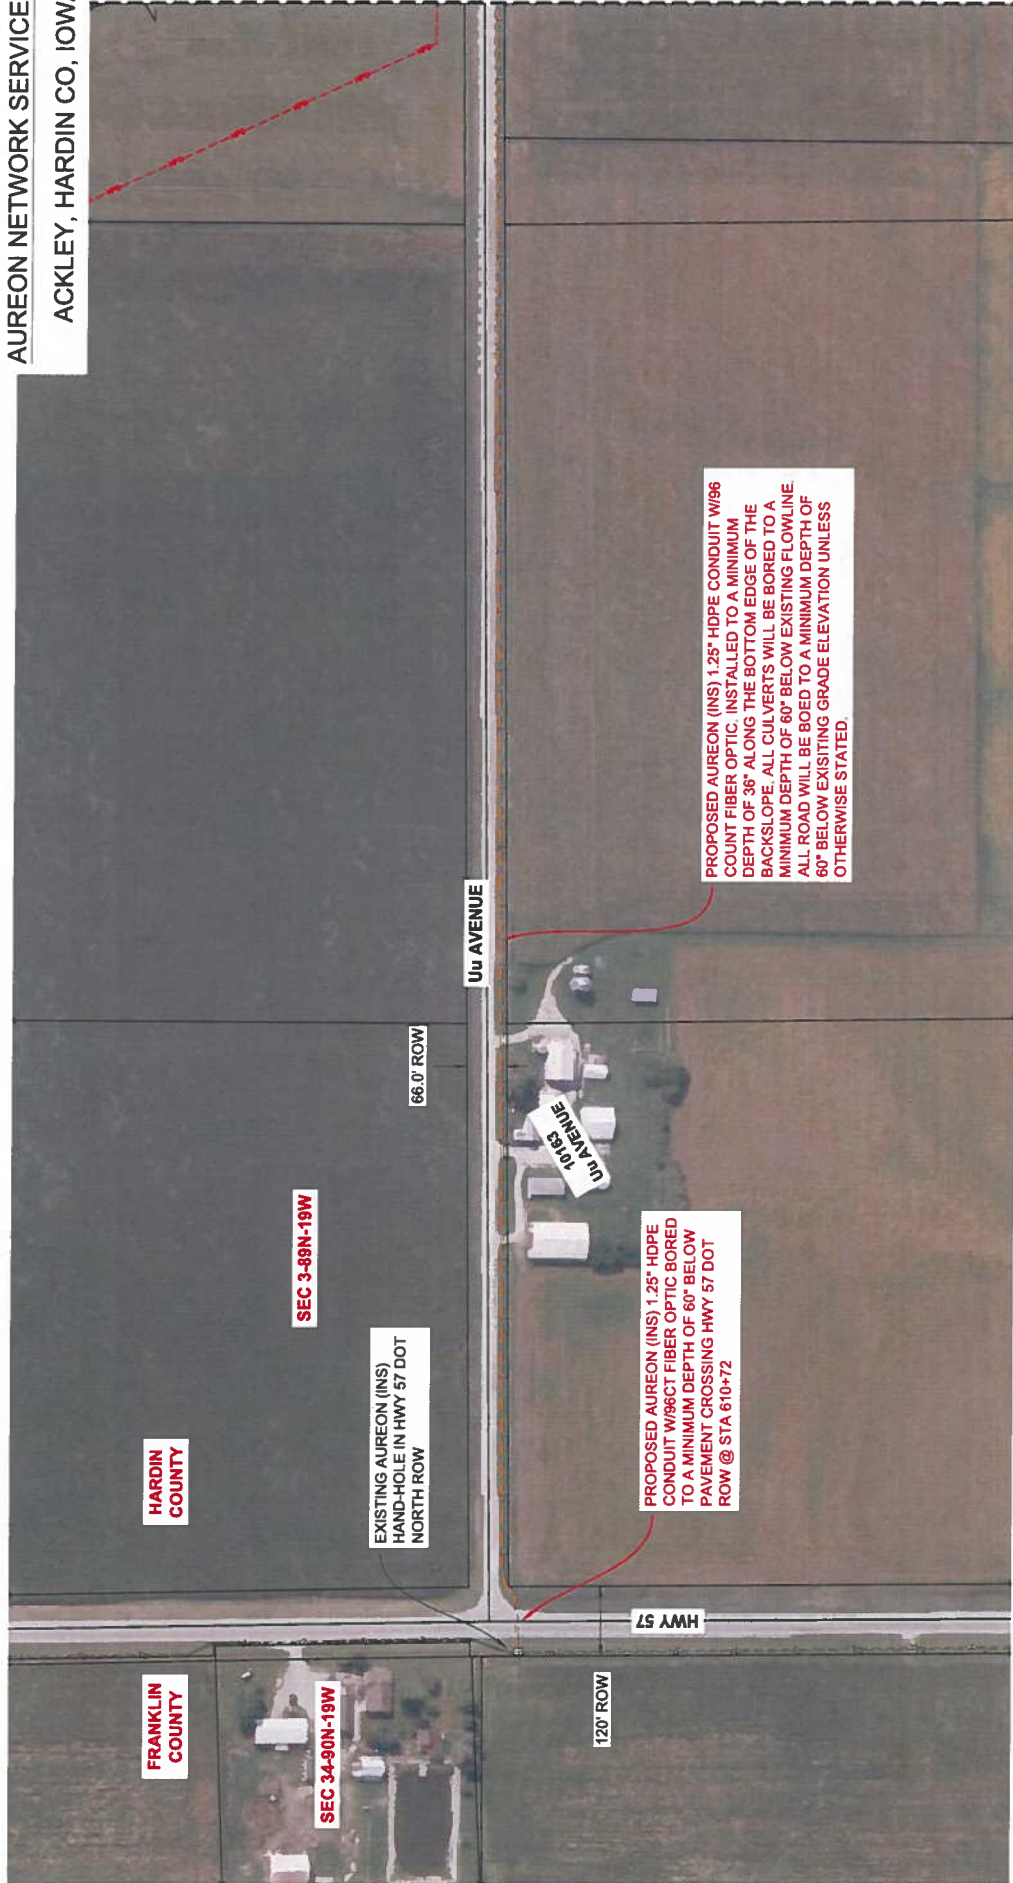 AUREON NETWORK SERVICE
ACKLEY, HARDIN CO, IOWA
FRANKLIN
COUNTY
HARDIN
COUNTY
SEC 34-90N-19W
SEC 3-89N-19W
EXISTING AUREON (INS)
HAND-HOLE IN HWY 57 DOT
NORTH ROW
66.0' ROW
Uu AVENUE
10163
Uu AVENUE
120' ROW
HWY 57
PROPOSED AUREON (INS) 1.25" HDPE
CONDUIT W/96CT FIBER OPTIC BORED
TO A MINIMUM DEPTH OF 60" BELOW
PAVEMENT CROSSING HWY 57 DOT
ROW @ STA 610+72
PROPOSED AUREON (INS) 1.25" HDPE CONDUIT W/96
COUNT FIBER OPTIC, INSTALLED TO A MINIMUM
DEPTH OF 36" ALONG THE BOTTOM EDGE OF THE
BACKSLOPE. ALL CULVERTS WILL BE BORED TO A
MINIMUM DEPTH OF 60" BELOW EXISTING FLOWLINE.
ALL ROAD WILL BE BOED TO A MINIMUM DEPTH OF
60" BELOW EXISITING GRADE ELEVATION UNLESS
OTHERWISE STATED.